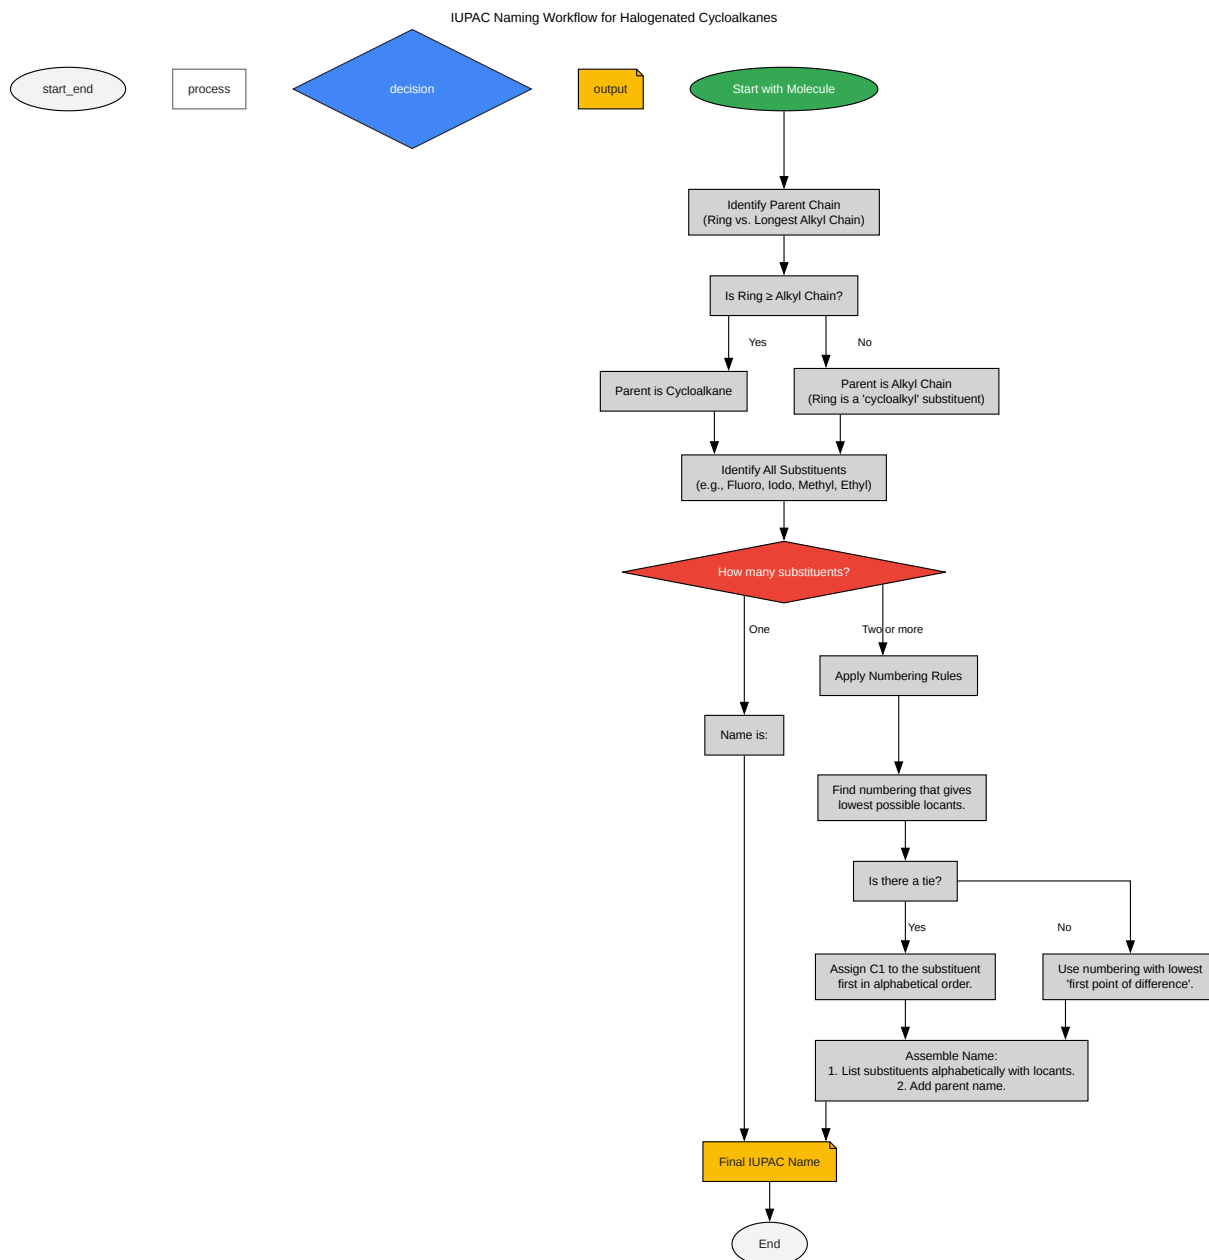 IUPAC Naming Workflow for Halogenated Cycloalkanes
start_end
process
decision
output
Start with Molecule
Identify Parent Chain
(Ring vs. Longest Alkyl Chain)
Is Ring ≥ Alkyl Chain?
Yes
No
Parent is Cycloalkane
Parent is Alkyl Chain
(Ring is a 'cycloalkyl' substituent)
Identify All Substituents
(e.g., Fluoro, Iodo, Methyl, Ethyl)
How many substituents?
One
Two or more
Apply Numbering Rules
Name is:
Find numbering that gives
lowest possible locants.
Is there a tie?
Yes
No
Assign C1 to the substituent
first in alphabetical order.
Use numbering with lowest
'first point of difference'.
Assemble Name:
1. List substituents alphabetically with locants.
2. Add parent name.
Final IUPAC Name
End